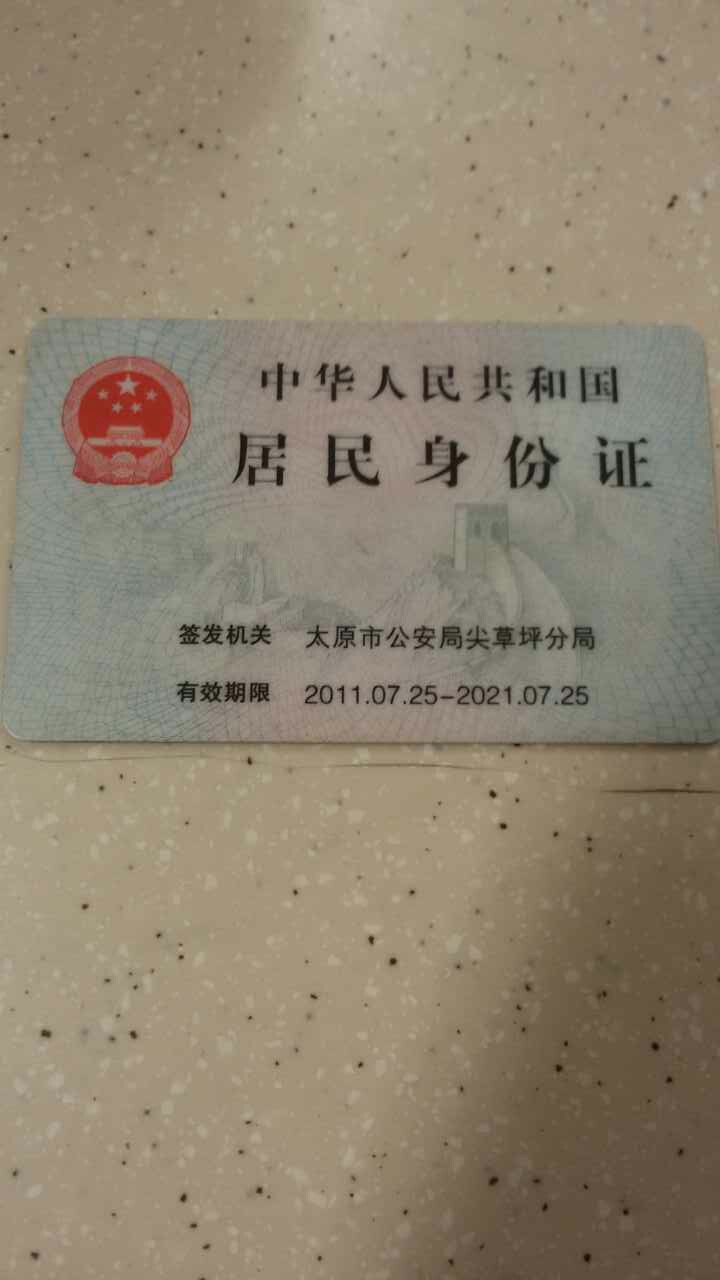 中华人民共和国
居民身份证
签发机关 太原市公安局尖草坪分局
有效期限 2011.07.25-2021.07.25